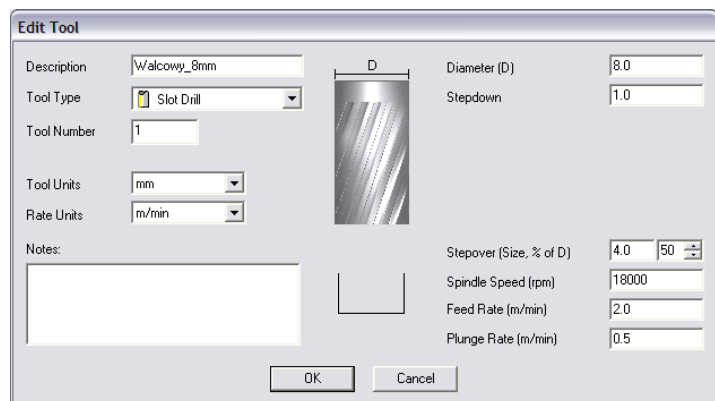 Edit Tool
Description Walcowy_8mm
Tool Type Slot Drill
Tool Number 1
Tool Units mm
Rate Units m/min
Notes:
D
Diameter (D) 8.0
Stepdown 1.0
Stepover (Size, % of D) 4.0 50
Spindle Speed (rpm) 18000
Feed Rate (m/min) 2.0
Plunge Rate (m/min) 0.5
OK Cancel